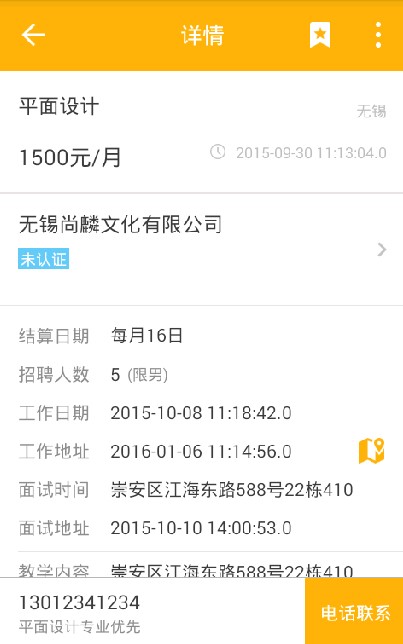 详情
平面设计
无锡
1500元/月
2015-09-30 11:13:04.0
无锡尚麟文化有限公司
未认证
结算日期 每月16日
招聘人数 5 (限男)
工作日期 2015-10-08 11:18:42.0
工作地址 2016-01-06 11:14:56.0
面试时间 崇安区江海东路588号22栋410
面试地址 2015-10-10 14:00:53.0
教学内容 崇安区江海东路588号22栋410
13012341234
平面设计专业优先
电话联系